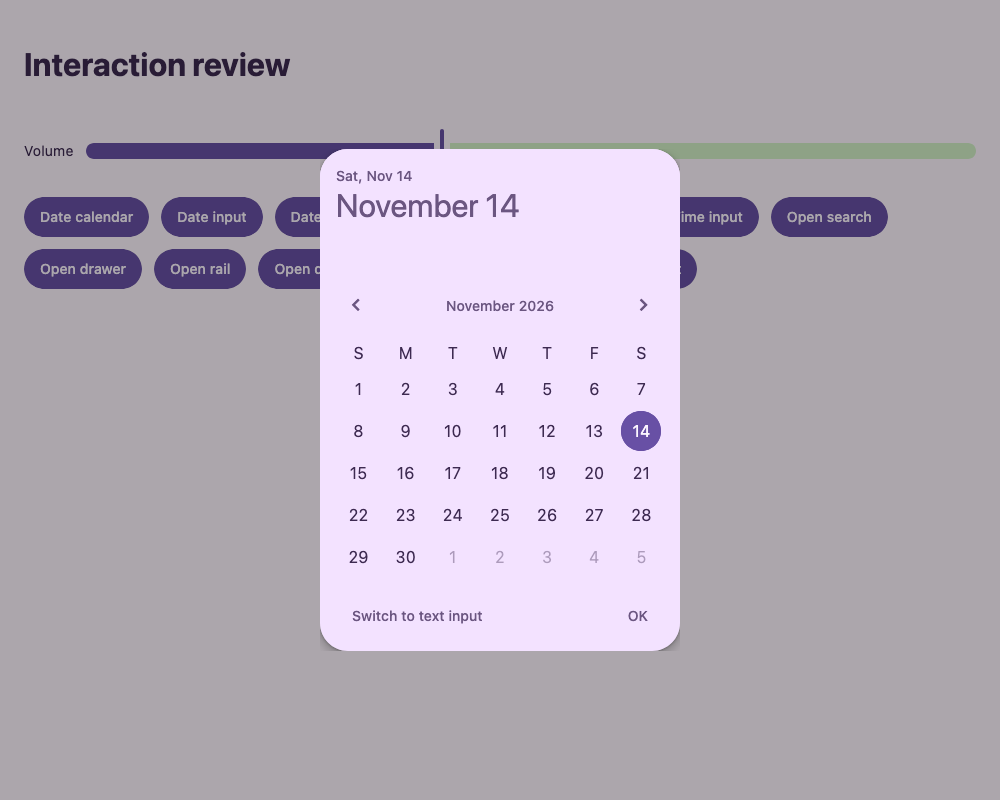 Interaction review
Volume
Date calendar Date input Date ime input Open search
Open drawer Open rail Open
Sat, Nov 14
November 14
November 2026
S M T W T F S
1 2 3 4 5 6 7
8 9 10 11 12 13 14
15 16 17 18 19 20 21
22 23 24 25 26 27 28
29 30 1 2 3 4 5
Switch to text input OK